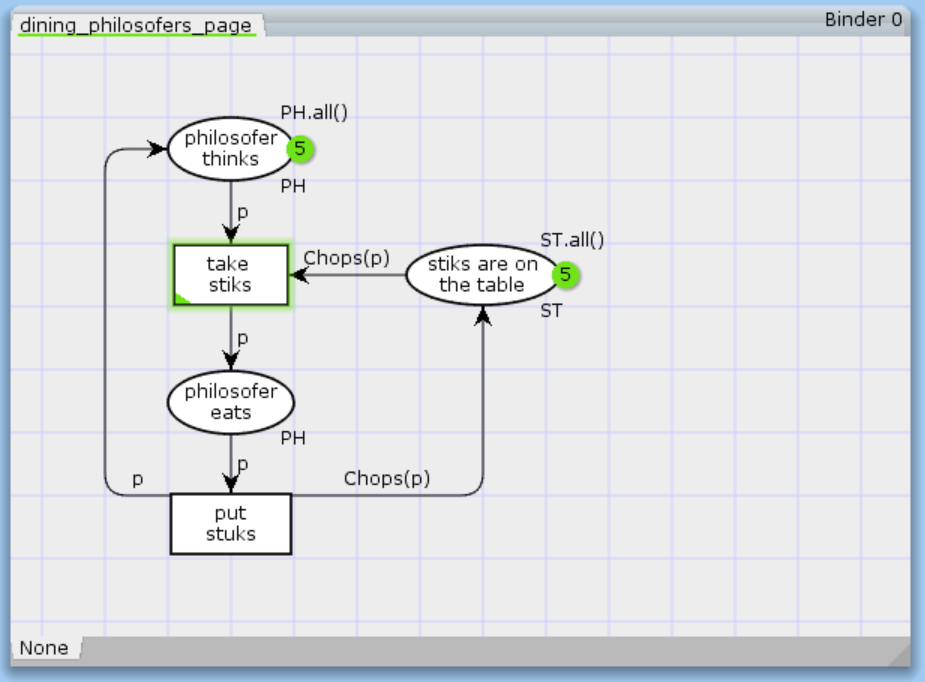 dining_philosofers_page
Binder 0
PH.all()
philosofer
thinks
5
PH
p
ST.all()
take
stiks
Chops(p)
stiks are on
the table
5
ST
p
philosofer
eats
PH
p
p
Chops(p)
put
stuks
None